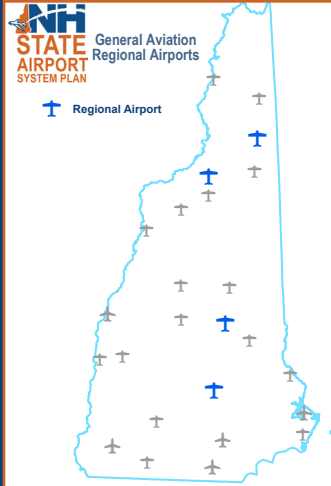 NH
STATE
AIRPORT
SYSTEM PLAN
General Aviation
Regional Airports
Regional Airport